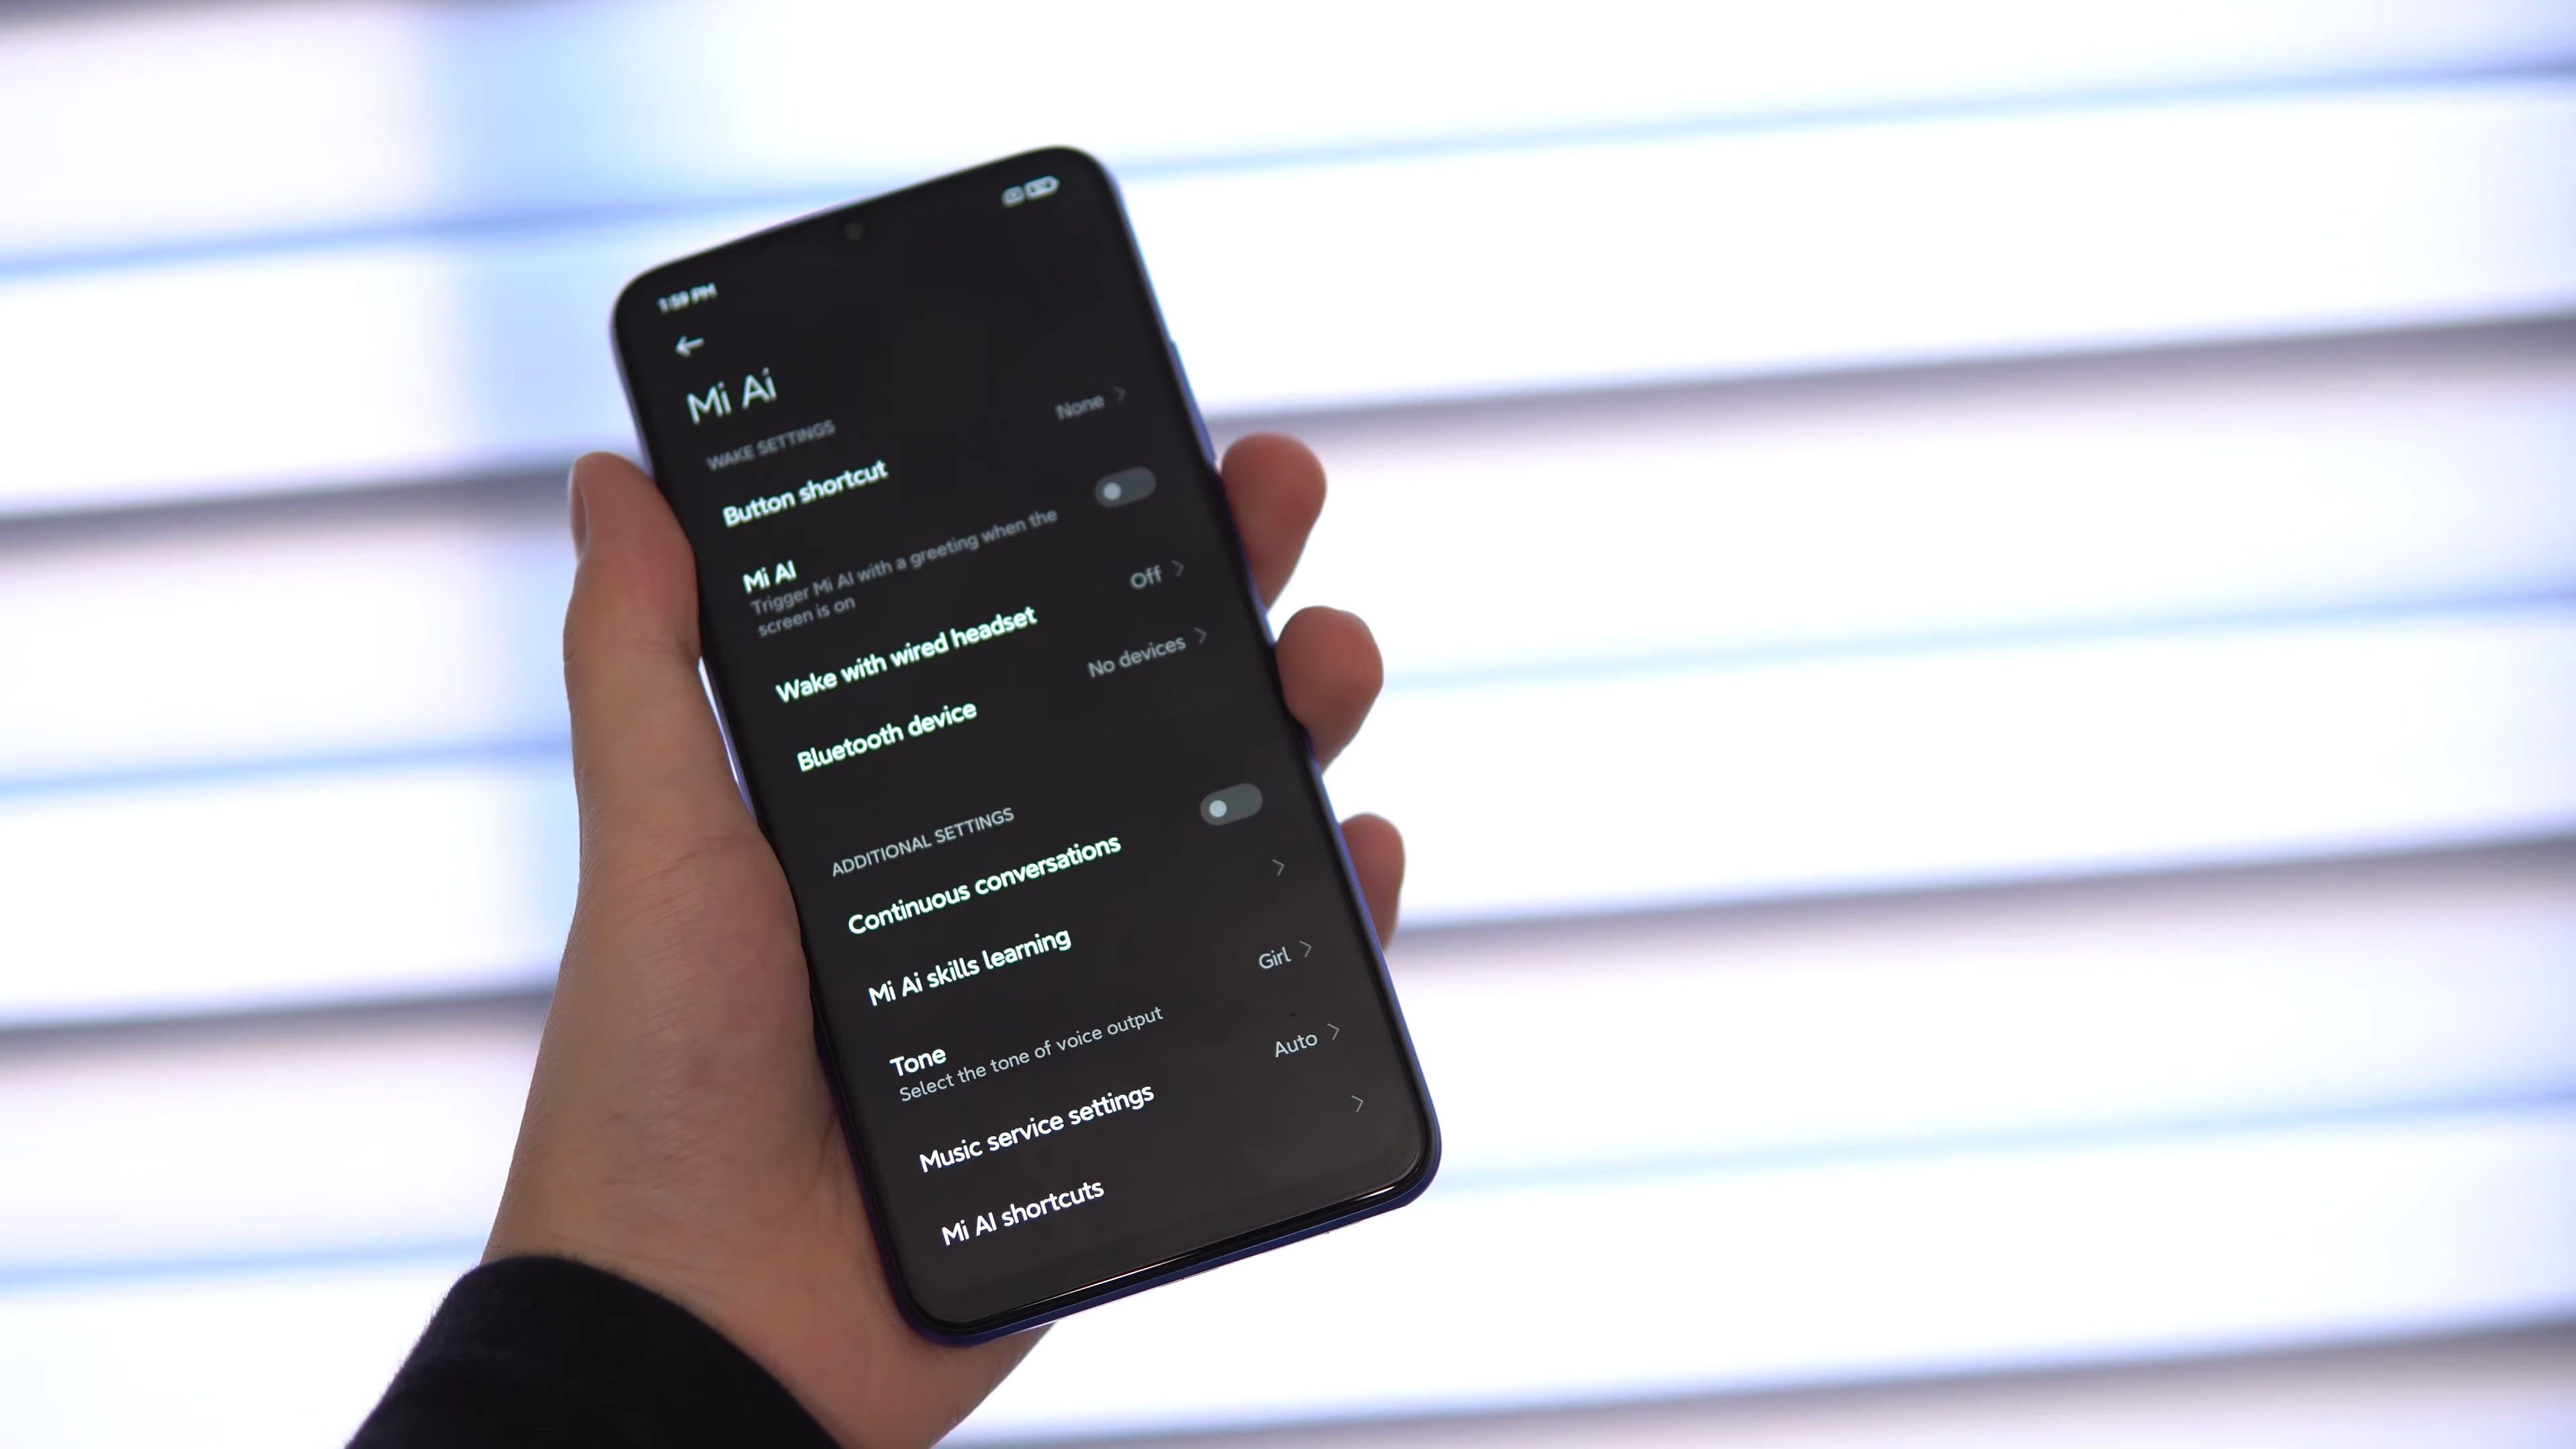 1:59 PM
Mi Ai
WAKE SETTINGS
Button shortcut
None
Mi AI
Trigger Mi AI with a greeting when the
screen is on
Wake with wired headset
Off
Bluetooth device
No devices
ADDITIONAL SETTINGS
Continuous conversations
Mi Ai skills learning
Tone
Girl
Select the tone of voice output
Music service settings
Auto
Mi AI shortcuts